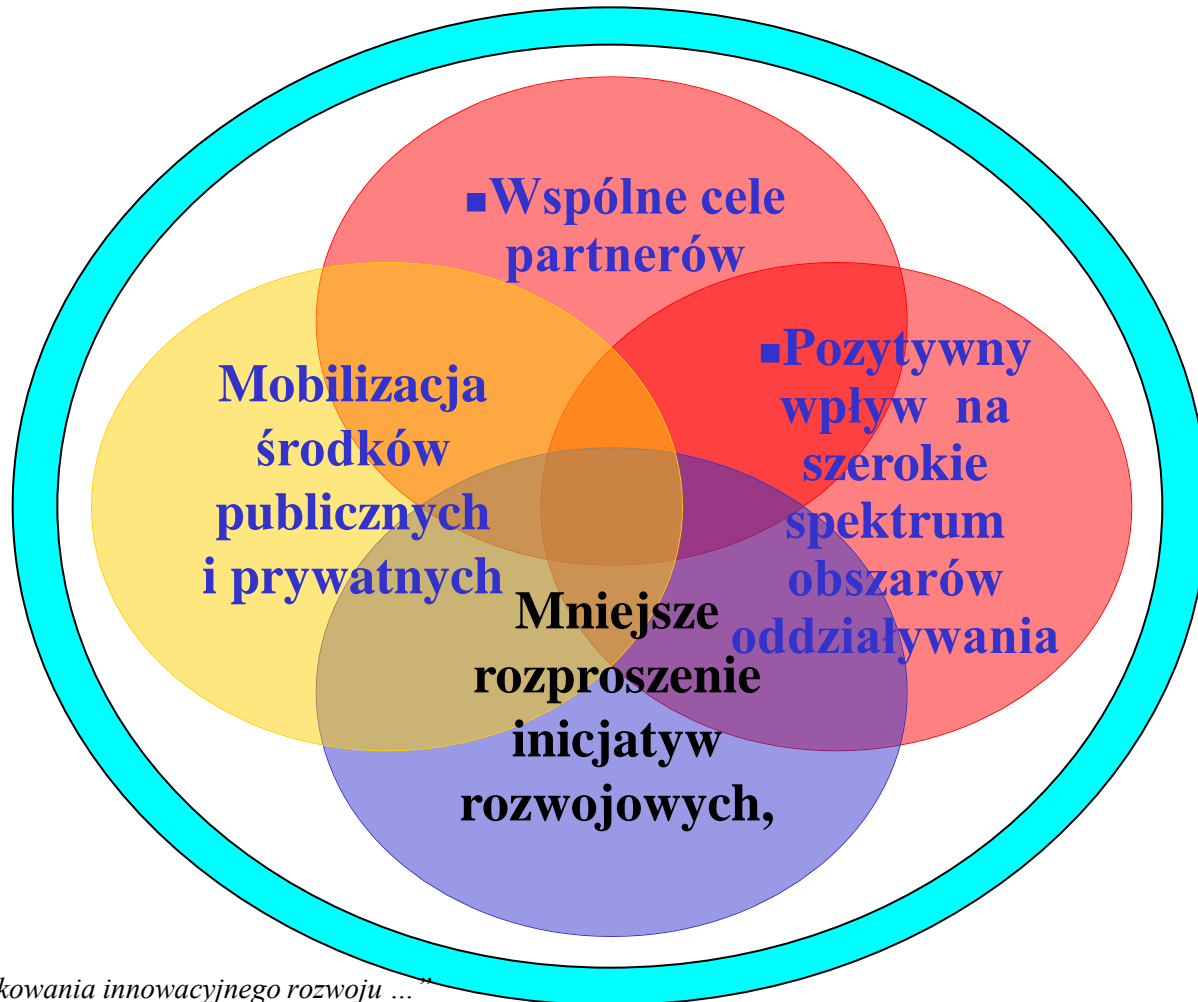 ▪Wspólne cele
partnerów
Mobilizacja
środków
publicznych
i prywatnych
▪Pozytywny
wpływ na
szerokie
spektrum
obszarów
oddziaływania
Mniejsze
rozproszenie
inicjatyw
rozwojowych,
kowania innowacyjnego rozwoju ...”